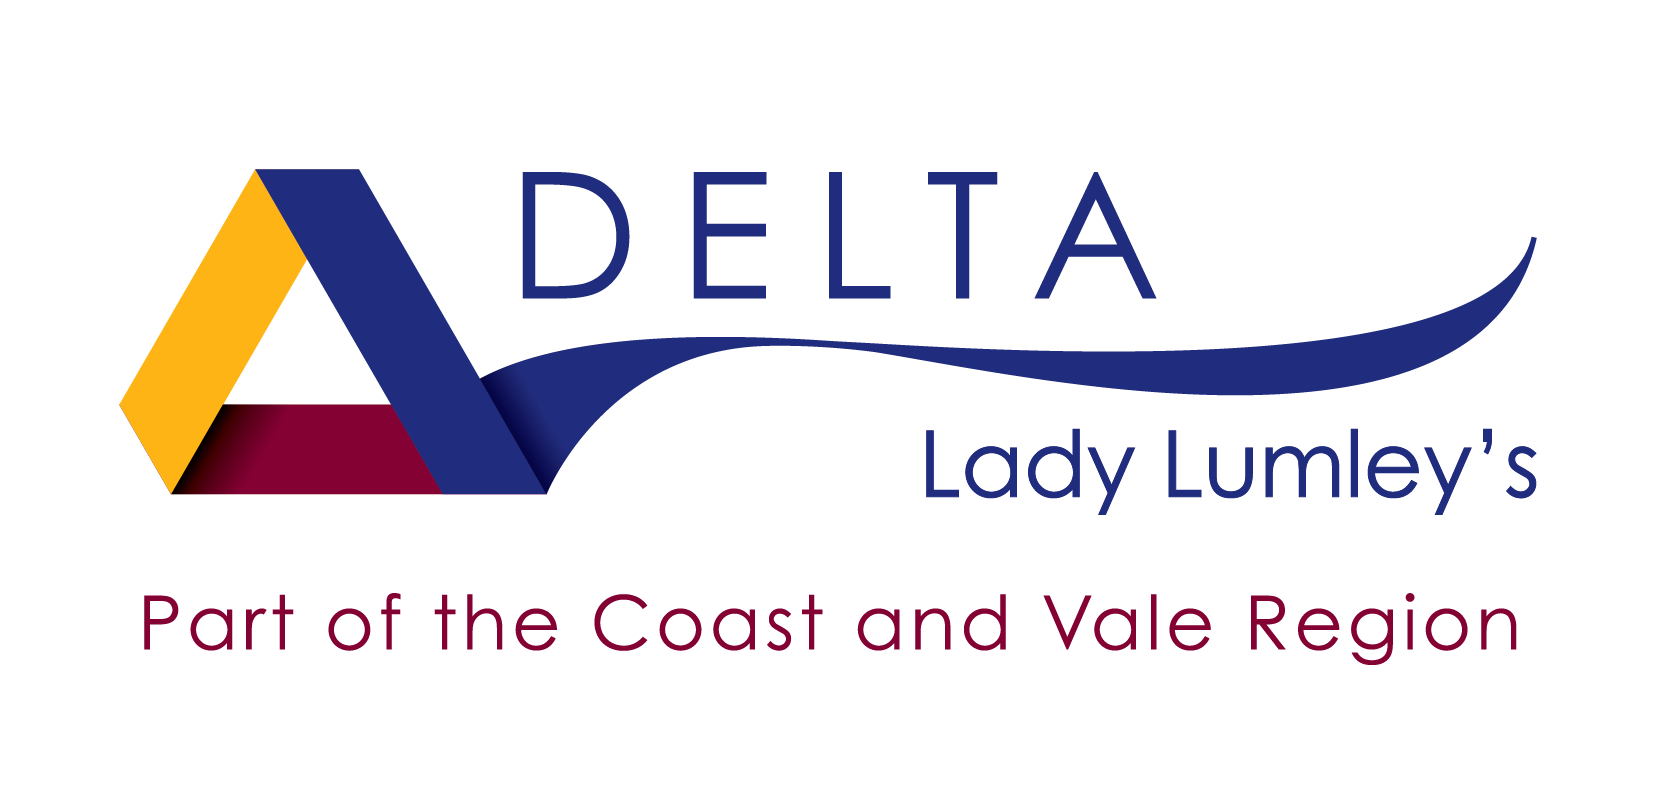 DELTA
Lady Lumley’s
Part of the Coast and Vale Region